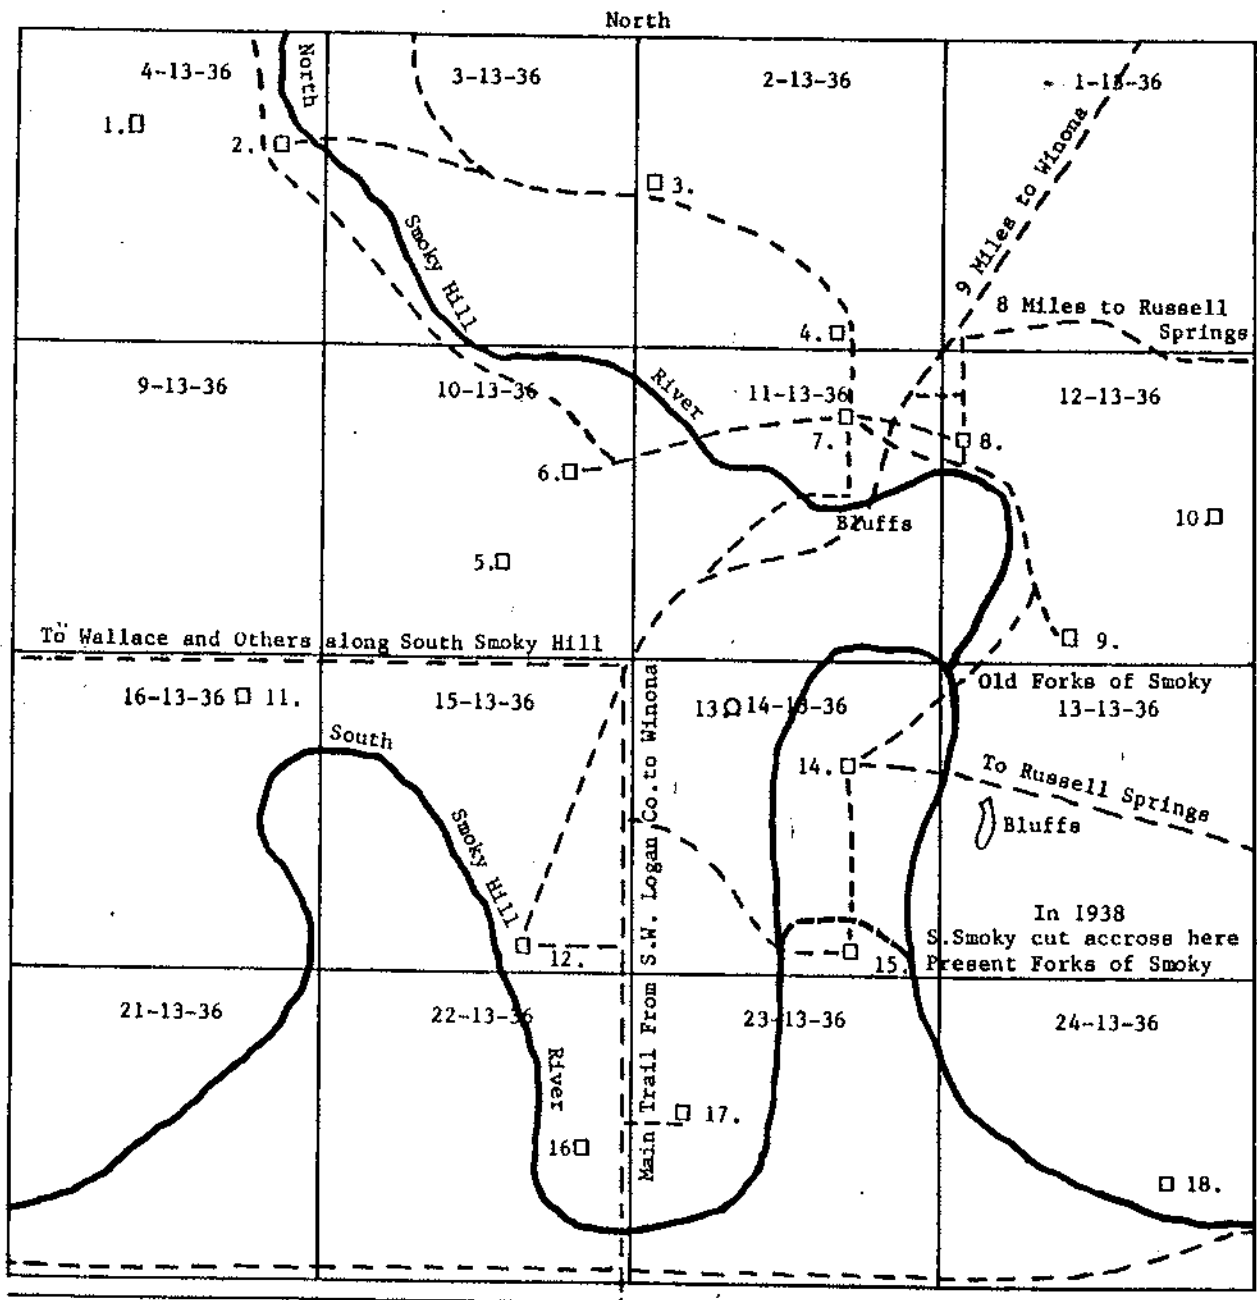 North
4-13-36
3-13-36
2-13-36
1-13-36
1.
2.
3.
North
Smoky Hill
River
9 Miles to Winona
8 Miles to Russell
Springs
4.
9-13-36
10-13-36
11-13-36
12-13-36
7.
8.
6.
Bluffs
10
5.
9.
To Wallace and Others along South Smoky Hill
Old Forks of Smoky
16-13-36
11.
15-13-36
13
14-13-36
13-13-36
South
Smoky Hill
River
14.
To Russell Springs
Bluffs
Main Trail From S.W. Logan Co. to Winona
In 1938
S.Smoky cut accross here
Present Forks of Smoky
12.
15.
21-13-36
22-13-36
23-13-36
24-13-36
17.
16
18.